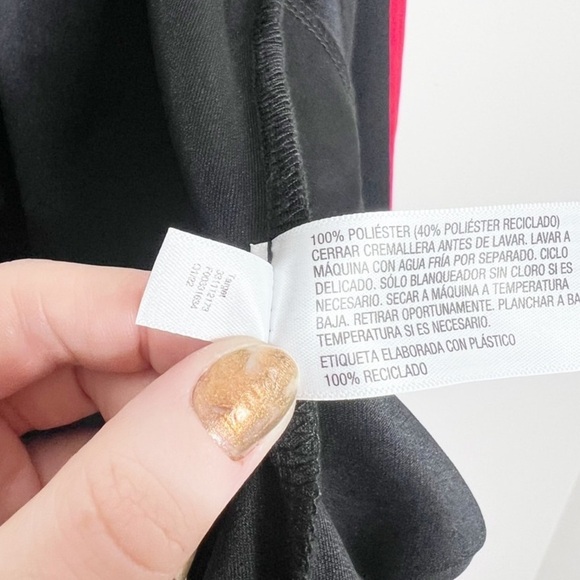 100% POLIÉSTER (40% POLIÉSTER RECICLADO)
CERRAR CREMALLERA ANTES DE LAVAR. LAVAR A
MÁQUINA CON AGUA FRÍA POR SEPARADO. CICLO
DELICADO. SÓLO BLANQUEADOR SIN CLORO SI ES
NECESARIO. SECAR A MÁQUINA A TEMPERATURA
BAJA. RETIRAR OPORTUNAMENTE. PLANCHAR A BA
TEMPERATURA SI ES NECESARIO.
ETIQUETA ELABORADA CON PLÁSTICO
100% RECICLADO
01/22